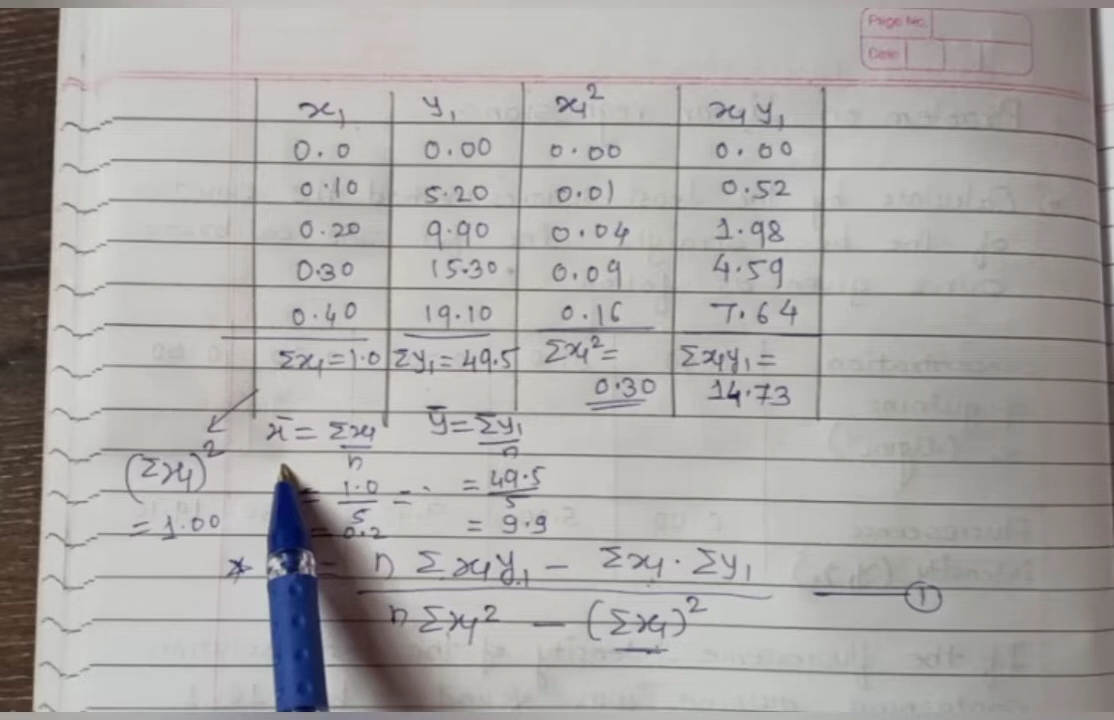 Page No.
Date
x₁ y₁ x₁² x₁y₁
0.0 0.00 0.00 0.00
0.10 5.20 0.01 0.52
0.20 9.90 0.04 1.98
0.30 15.30 0.09 4.59
0.40 19.10 0.16 7.64
Σx₁=1.0 Σy₁=49.5 Σx₁²= Σx₁y₁=
0.30 14.73
x̄ = Σx₁/n ȳ = Σy₁/n
(Σx₁)² = 1.0/5 = = 49.5/5
= 1.00 = 0.2 = 9.9
* = n Σx₁y₁ - Σx₁ · Σy₁ / n Σx₁² - (Σx₁)² 1